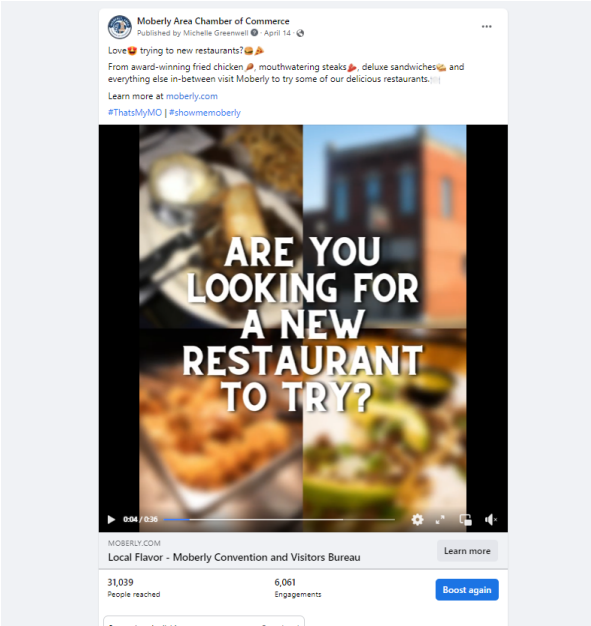 Moberly Area Chamber of Commerce
Published by Michelle Greenwell · April 14 ·
Love😍 trying to new restaurants?🍔🍕
From award-winning fried chicken🍗, mouthwatering steaks🥩, deluxe sandwiches🥪 and
everything else in-between visit Moberly to try some of our delicious restaurants.🍽️
Learn more at moberly.com
#ThatsMyMO | #showmemoberly
ARE YOU
LOOKING FOR
A NEW
RESTAURANT
TO TRY?
0:04 / 0:36
MOBERLY.COM
Local Flavor - Moberly Convention and Visitors Bureau
Learn more
31,039
People reached
6,061
Engagements
Boost again